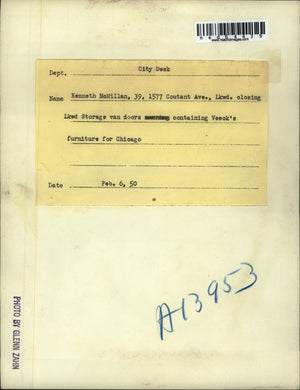 Dept. City Desk
Name Kenneth McMillan, 39, 1577 Coutant Ave., Lkwd. closing
Lkwd Storage van doors containing Veeck's
furniture for Chicago
Date Feb. 6, 50
A13953
PHOTO BY GLENN ZAHN